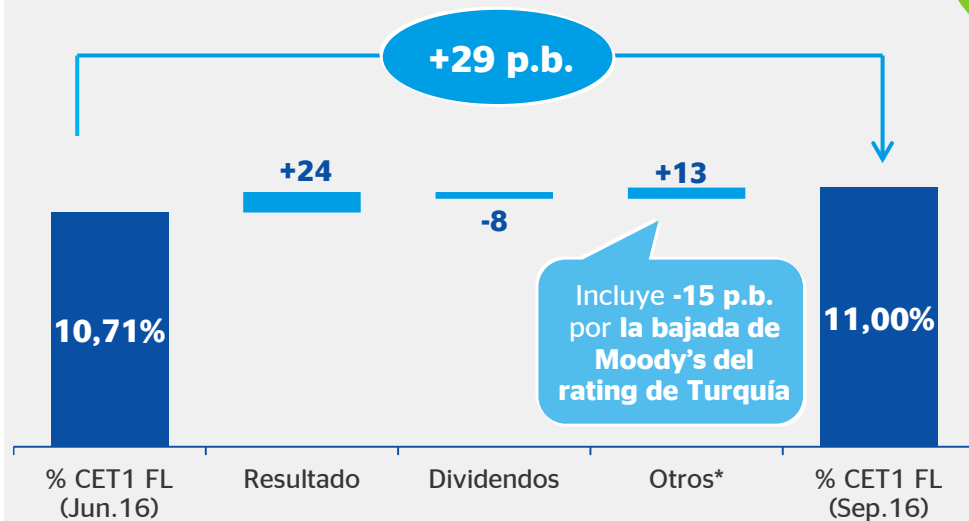 +29 p.b.
+24
-8
+13
10,71%
Incluye -15 p.b.
por la bajada de
Moody's del
rating de Turquía
11,00%
% CET1 FL
(Jun.16)
Resultado
Dividendos
Otros*
% CET1 FL
(Sep.16)